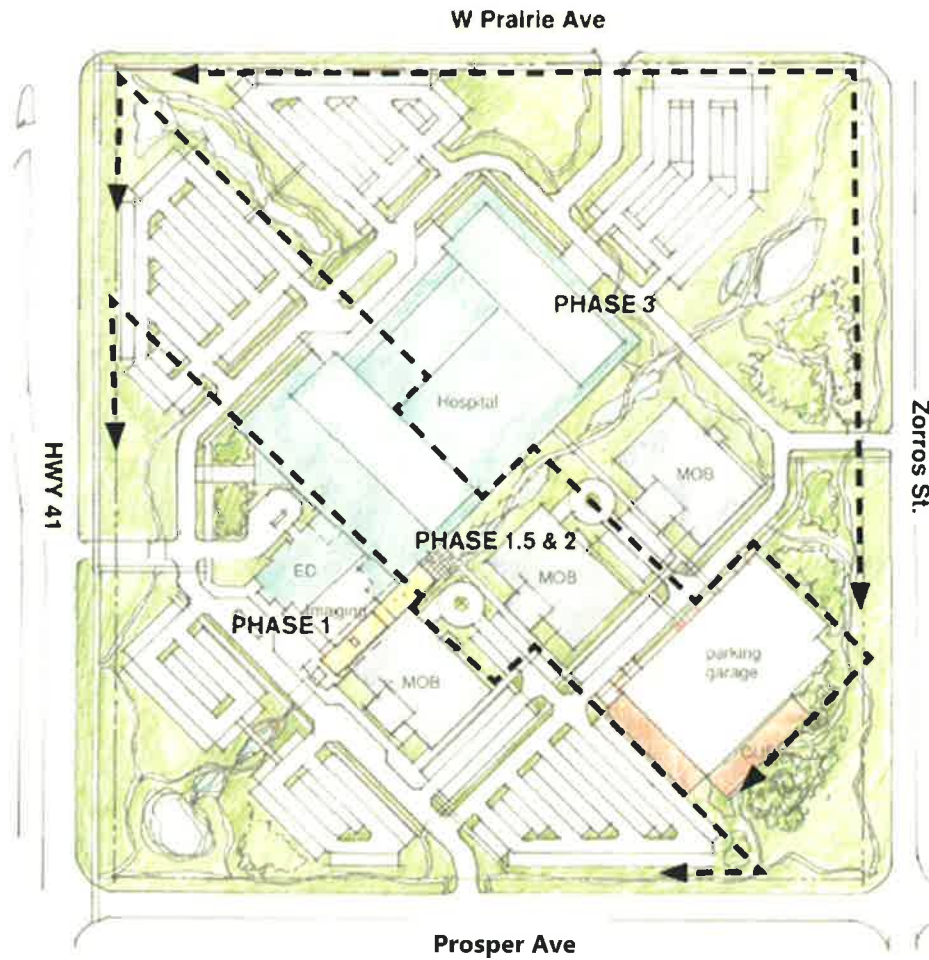 W Prairie Ave
PHASE 3
Hospital
HWY 41
Zorros St.
MOB
PHASE 1.5 & 2
ED
MOB
Imaging
PHASE 1
parking
garage
MOB
Prosper Ave